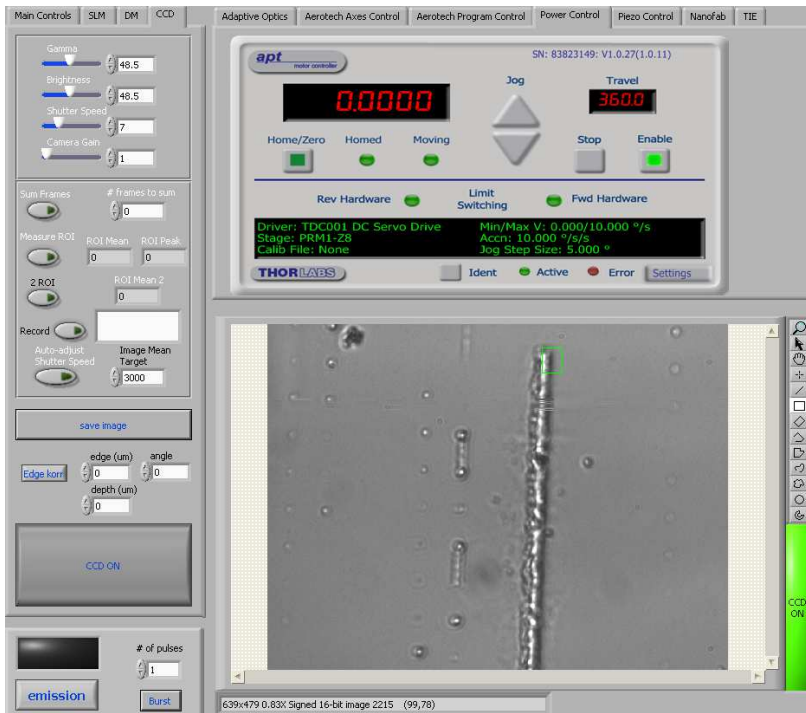 Main Controls SLM DM CCD
Adaptive Optics Aerotech Axes Control Aerotech Program Control Power Control Piezo Control Nanofab TIE
Gamma
48.5
Brightness
48.5
Shutter Speed
7
Camera Gain
1
Sum Frames # frames to sum
0
Measure ROI ROI Mean ROI Peak
0 0
2 ROI ROI Mean 2
0
Record
Auto-adjust Shutter Speed Image Mean Target
3000
save image
edge (um) angle
Edge korr 0 0
depth (um)
0
CCD ON
# of pulses
1
emission Burst
apt
motor controller
SN: 83823149: V1.0.27(1.0.11)
Jog Travel
0.0000 360.0
Home/Zero Homed Moving Stop Enable
Rev Hardware Limit Switching Fwd Hardware
Driver: TDC001 DC Servo Drive Min/Max V: 0.000/10.000 °/s
Stage: PRM1-Z8 Accn: 10.000 °/s/s
Calib File: None Jog Step Size: 5.000 °
THORLABS Ident Active Error Settings
CCD ON
639x479 0.83X Signed 16-bit image 2215 (99,78)